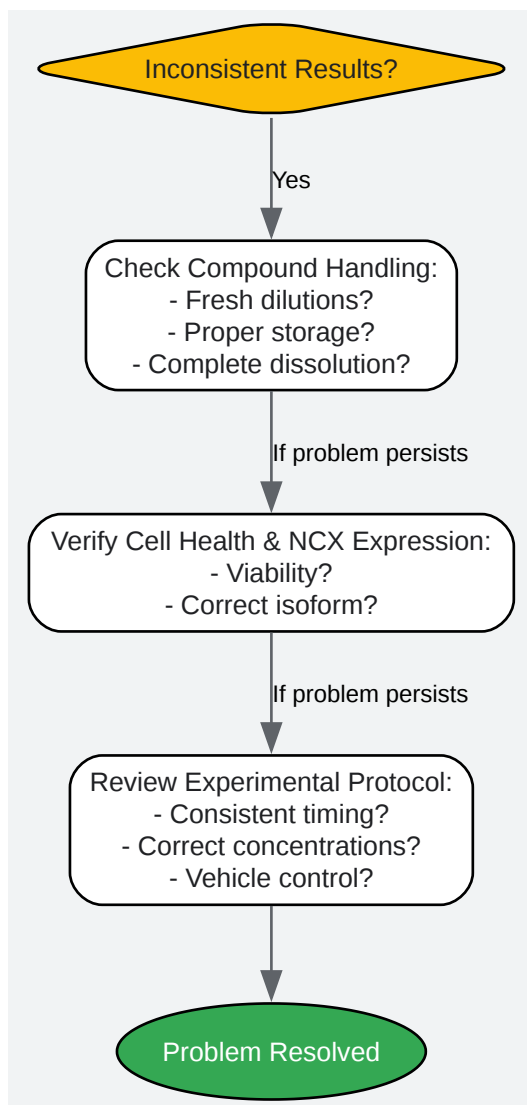 Inconsistent Results?
Yes
Check Compound Handling:
- Fresh dilutions?
- Proper storage?
- Complete dissolution?
If problem persists
Verify Cell Health & NCX Expression:
- Viability?
- Correct isoform?
If problem persists
Review Experimental Protocol:
- Consistent timing?
- Correct concentrations?
- Vehicle control?
Problem Resolved